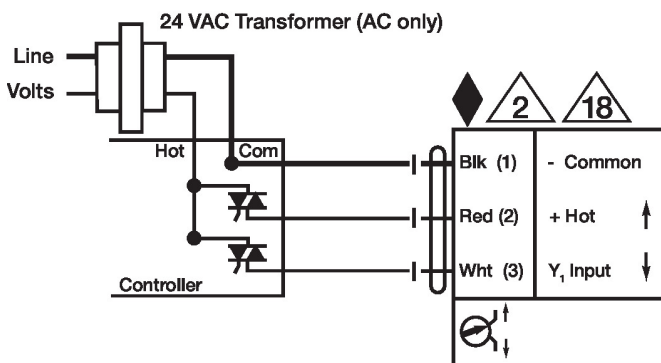 24 VAC Transformer (AC only)
Line
Volts
2
18
Hot
Com
Blk (1)
- Common
Red (2)
+ Hot
Wht (3)
Y₁ Input
Controller